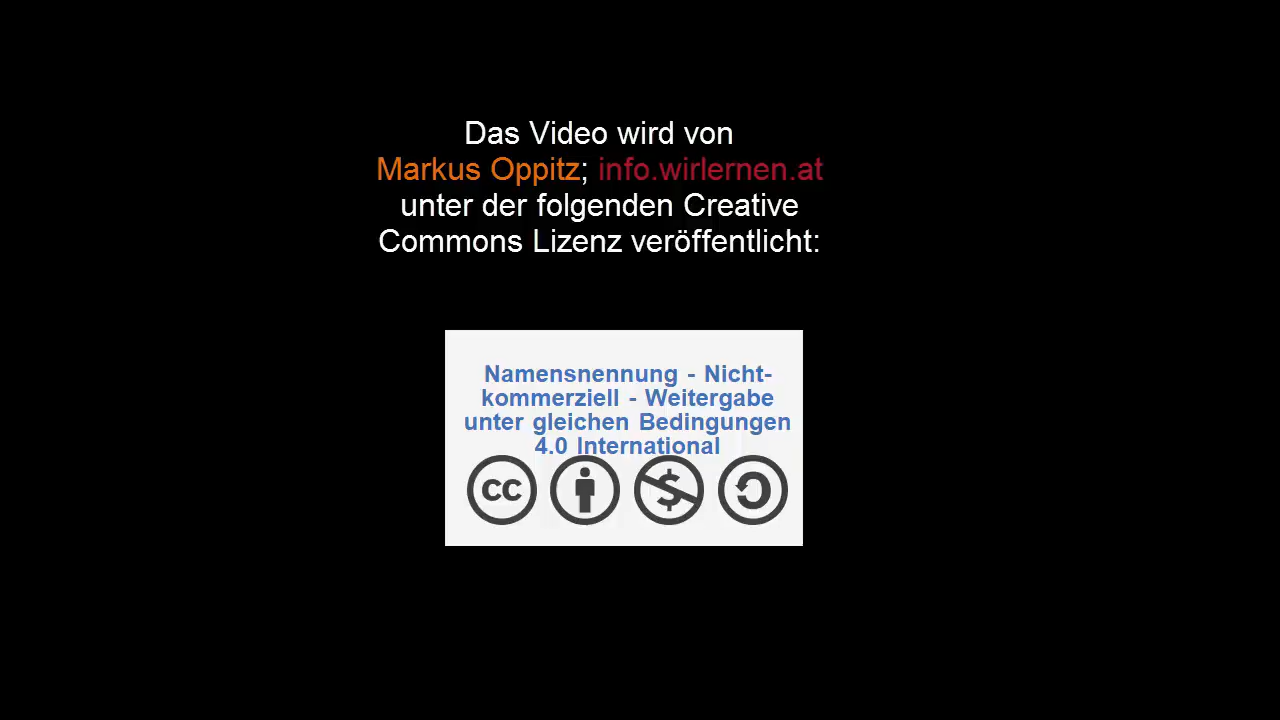 Das Video wird von
Markus Oppitz; info.wirlernen.at
unter der folgenden Creative
Commons Lizenz veröffentlicht:
Namensnennung - Nicht-
kommerziell - Weitergabe
unter gleichen Bedingungen
4.0 International
cc
$